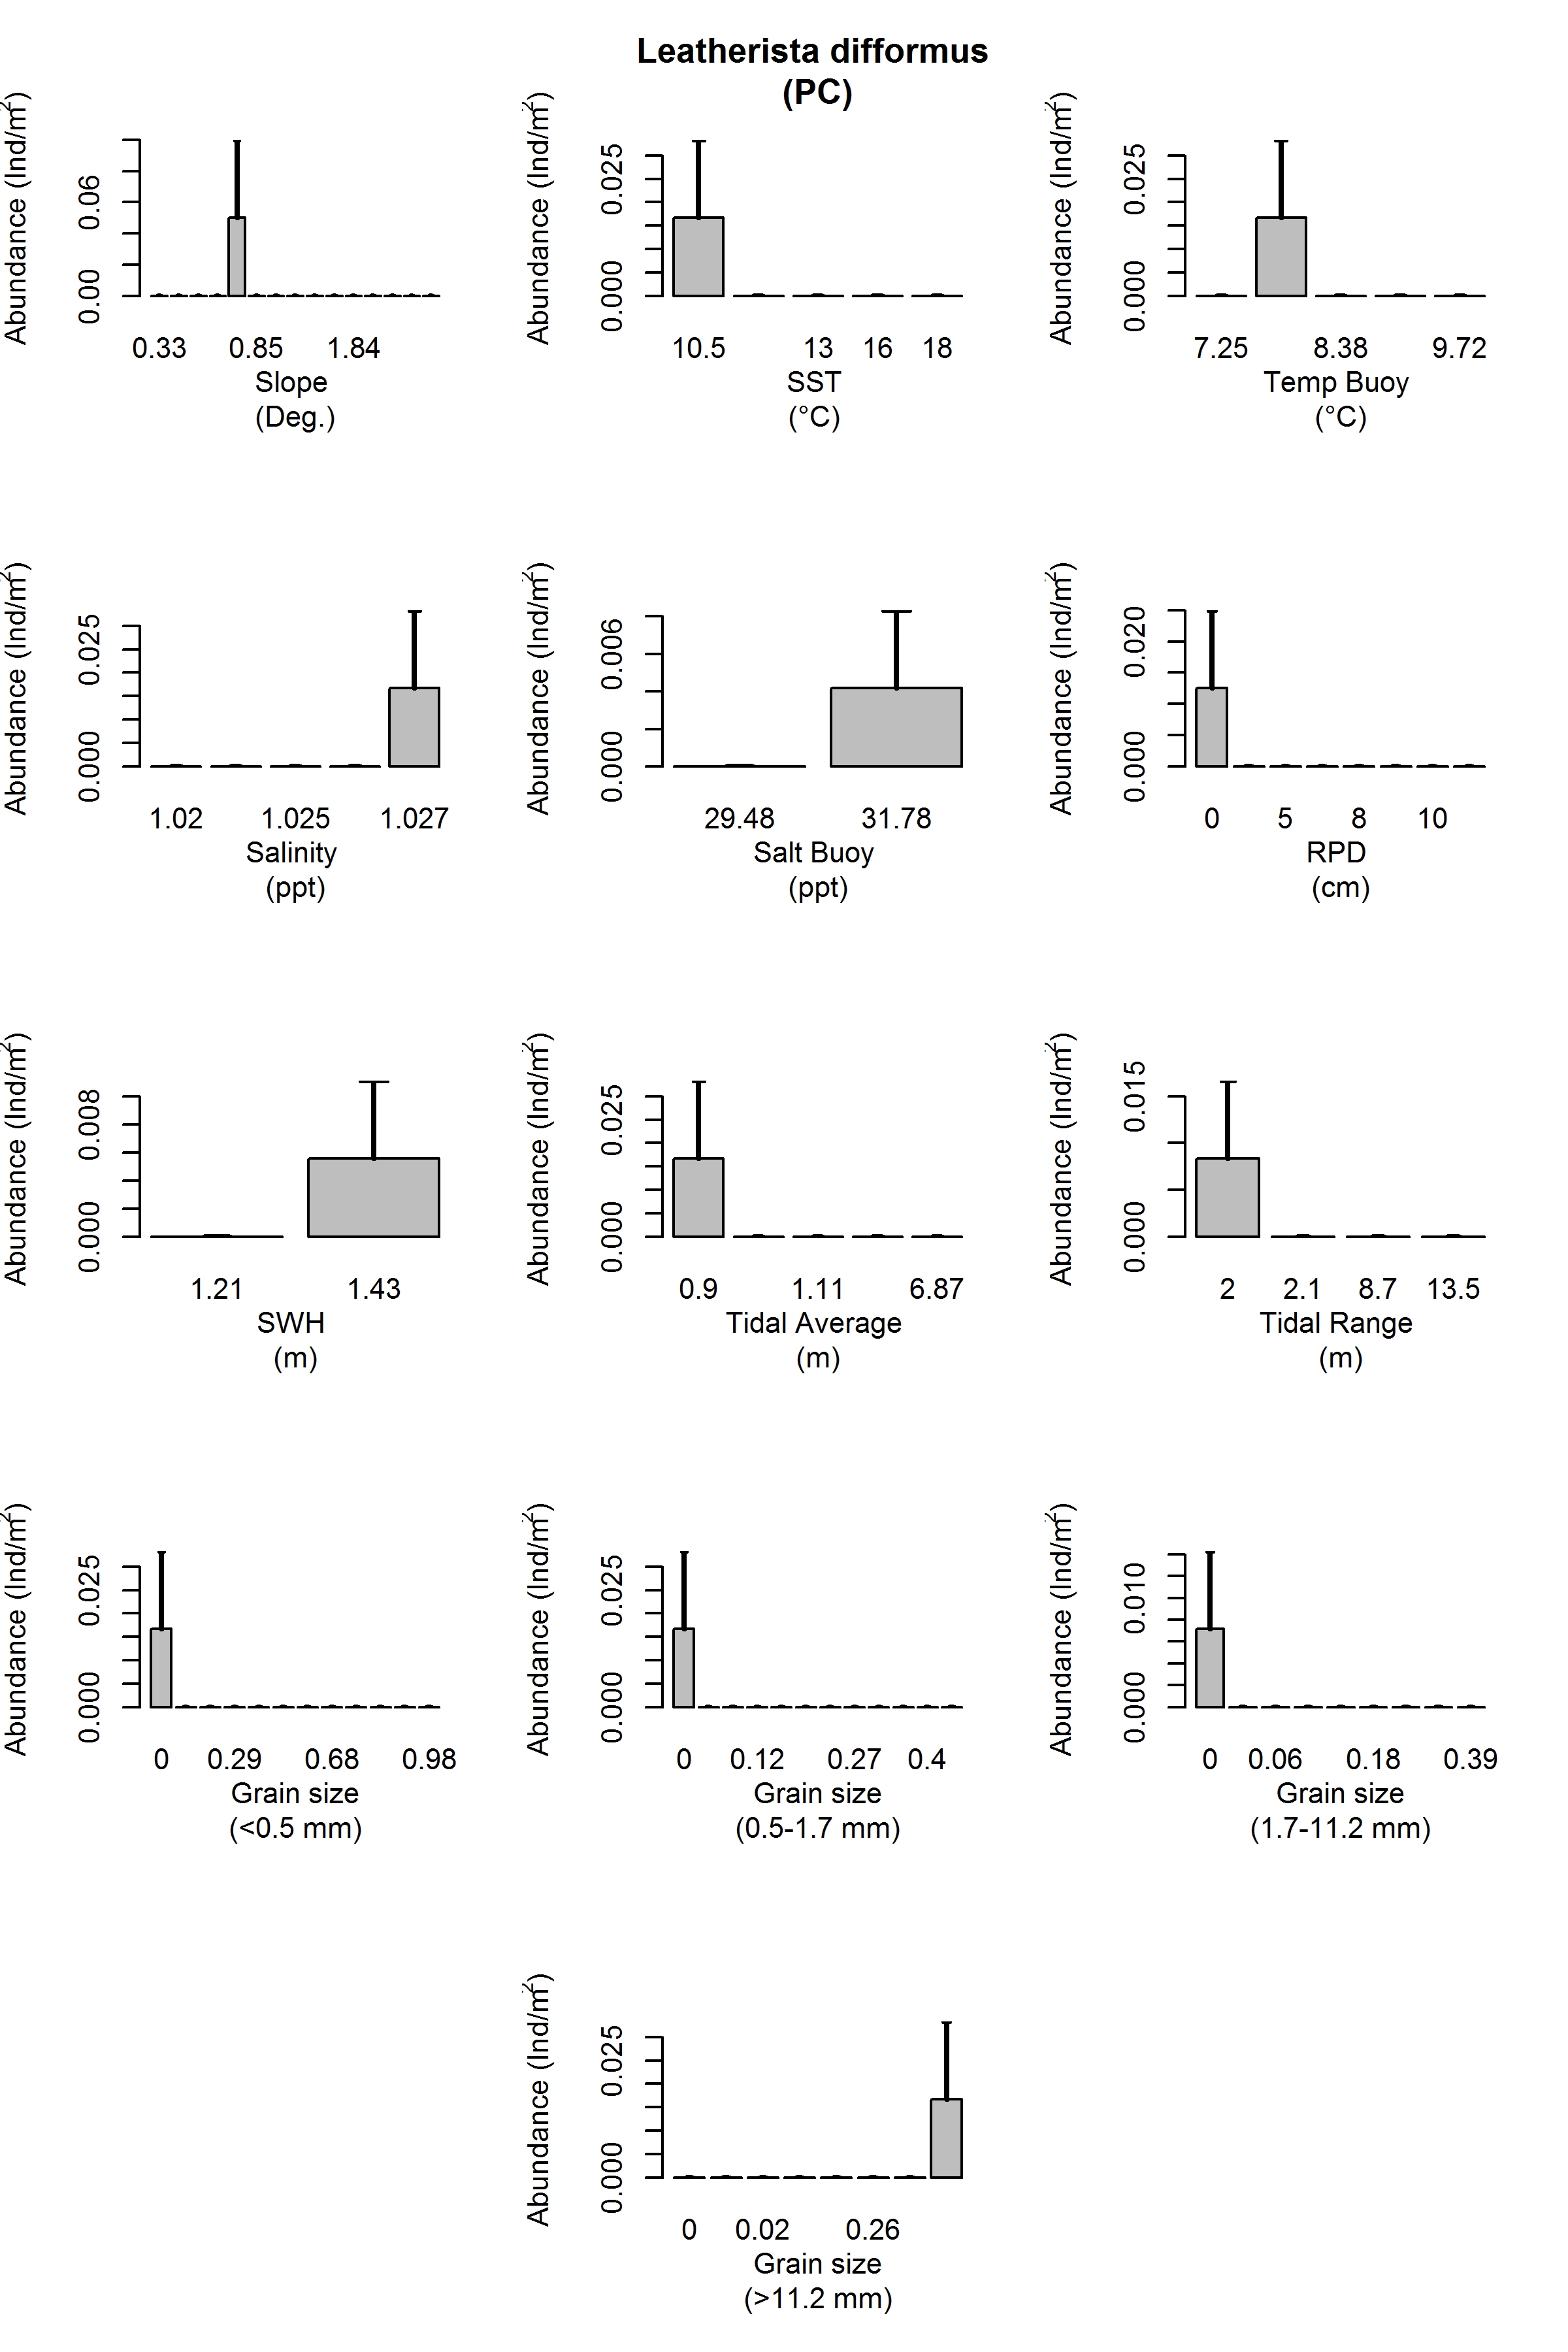 Leatherista difformus
(PC)
Abundance (Ind/m²)
0.00 0.06
0.33 0.85 1.84
Slope
(Deg.)
Abundance (Ind/m²)
0.000 0.025
10.5 13 16 18
SST
(°C)
Abundance (Ind/m²)
0.000 0.025
7.25 8.38 9.72
Temp Buoy
(°C)
Abundance (Ind/m²)
0.000 0.025
1.02 1.025 1.027
Salinity
(ppt)
Abundance (Ind/m²)
0.000 0.006
29.48 31.78
Salt Buoy
(ppt)
Abundance (Ind/m²)
0.000 0.020
0 5 8 10
RPD
(cm)
Abundance (Ind/m²)
0.000 0.008
1.21 1.43
SWH
(m)
Abundance (Ind/m²)
0.000 0.025
0.9 1.11 6.87
Tidal Average
(m)
Abundance (Ind/m²)
0.000 0.015
2 2.1 8.7 13.5
Tidal Range
(m)
Abundance (Ind/m²)
0.000 0.025
0 0.29 0.68 0.98
Grain size
(<0.5 mm)
Abundance (Ind/m²)
0.000 0.025
0 0.12 0.27 0.4
Grain size
(0.5-1.7 mm)
Abundance (Ind/m²)
0.000 0.010
0 0.06 0.18 0.39
Grain size
(1.7-11.2 mm)
Abundance (Ind/m²)
0.000 0.025
0 0.02 0.26
Grain size
(>11.2 mm)